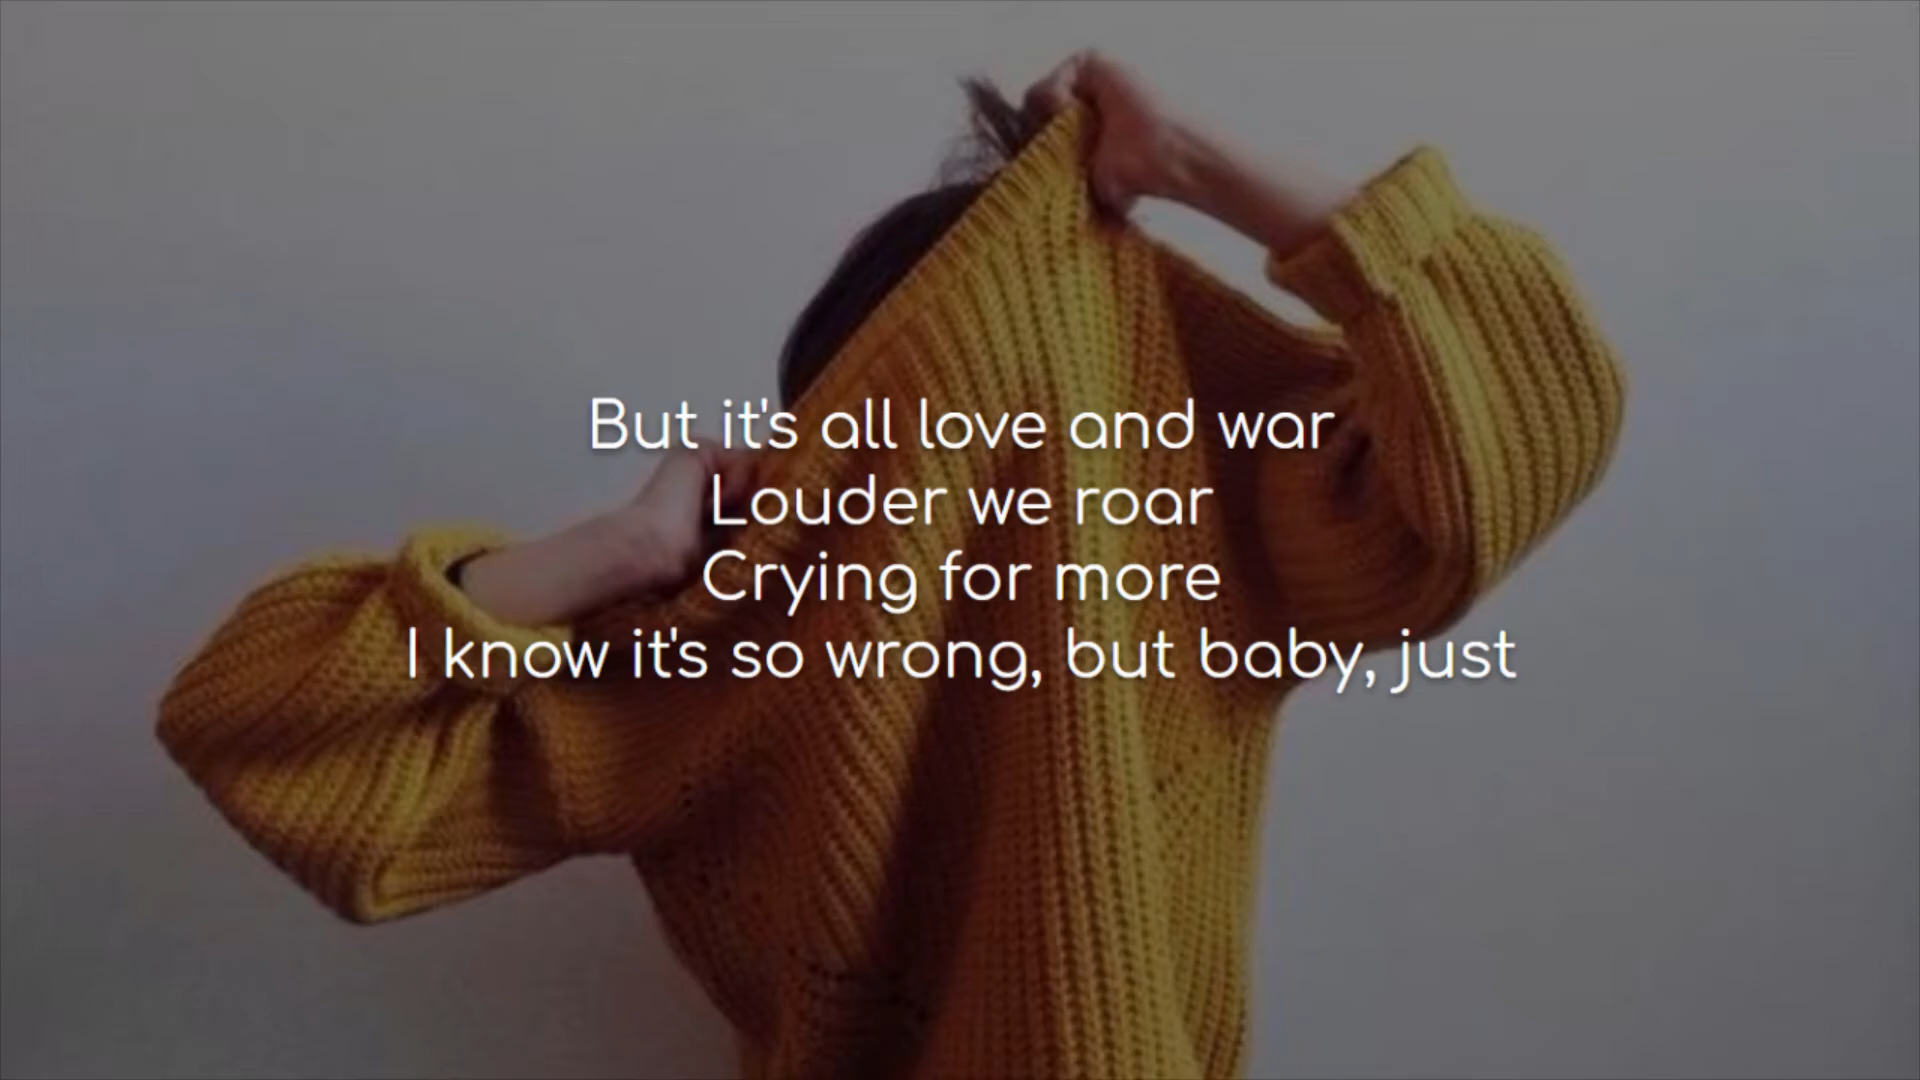 But it's all love and war
Louder we roar
Crying for more
I know it's so wrong, but baby, just